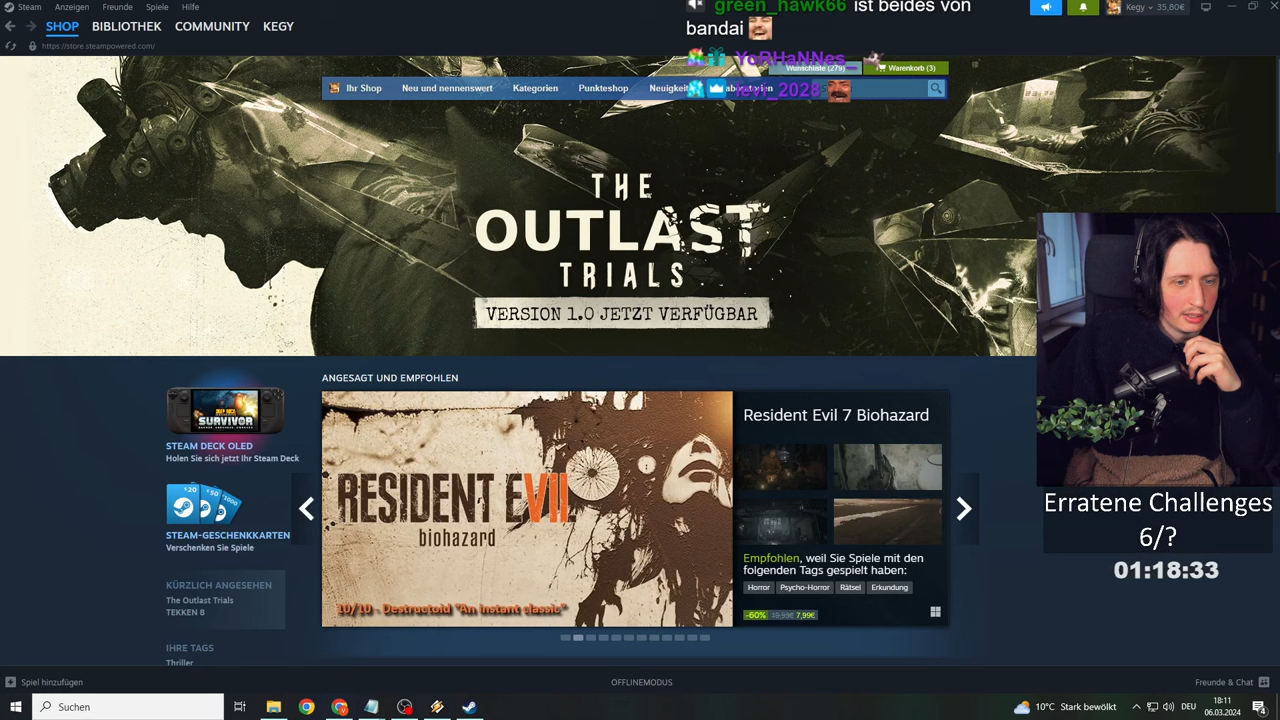 Steam Anzeigen Freunde Spiele Hilfe
green_hawk66 ist beides von
bandai
Kegy 35,80€
SHOP BIBLIOTHEK COMMUNITY KEGY
https://store.steampowered.com/
YoRHaNNes_
Wunschliste (279) Warenkorb (3)
Ihr Shop Neu und nennenswert Kategorien Punkteshop
levi_2028
THE
OUTLAST
TRIALS
VERSION 1.0 JETZT VERFÜGBAR
ANGESAGT UND EMPFOHLEN
SURVIVOR
STEAM DECK OLED
Holen Sie sich jetzt Ihr Steam Deck
STEAM-GESCHENKKARTEN
Verschenken Sie Spiele
KÜRZLICH ANGESEHEN
The Outlast Trials
TEKKEN 8
IHRE TAGS
Thriller
RESIDENT EVII
biohazard
10/10 - Destructoid "An instant classic"
Resident Evil 7 Biohazard
Empfohlen, weil Sie Spiele mit den
folgenden Tags gespielt haben:
Horror Psycho-Horror Rätsel Erkundung
-60% 19,99€ 7,99€
Erratene Challenges
6/?
01:18:33
Spiel hinzufügen
OFFLINEMODUS
Freunde & Chat
Suchen
10°C Stark bewölkt
DEU
18:11
06.03.2024